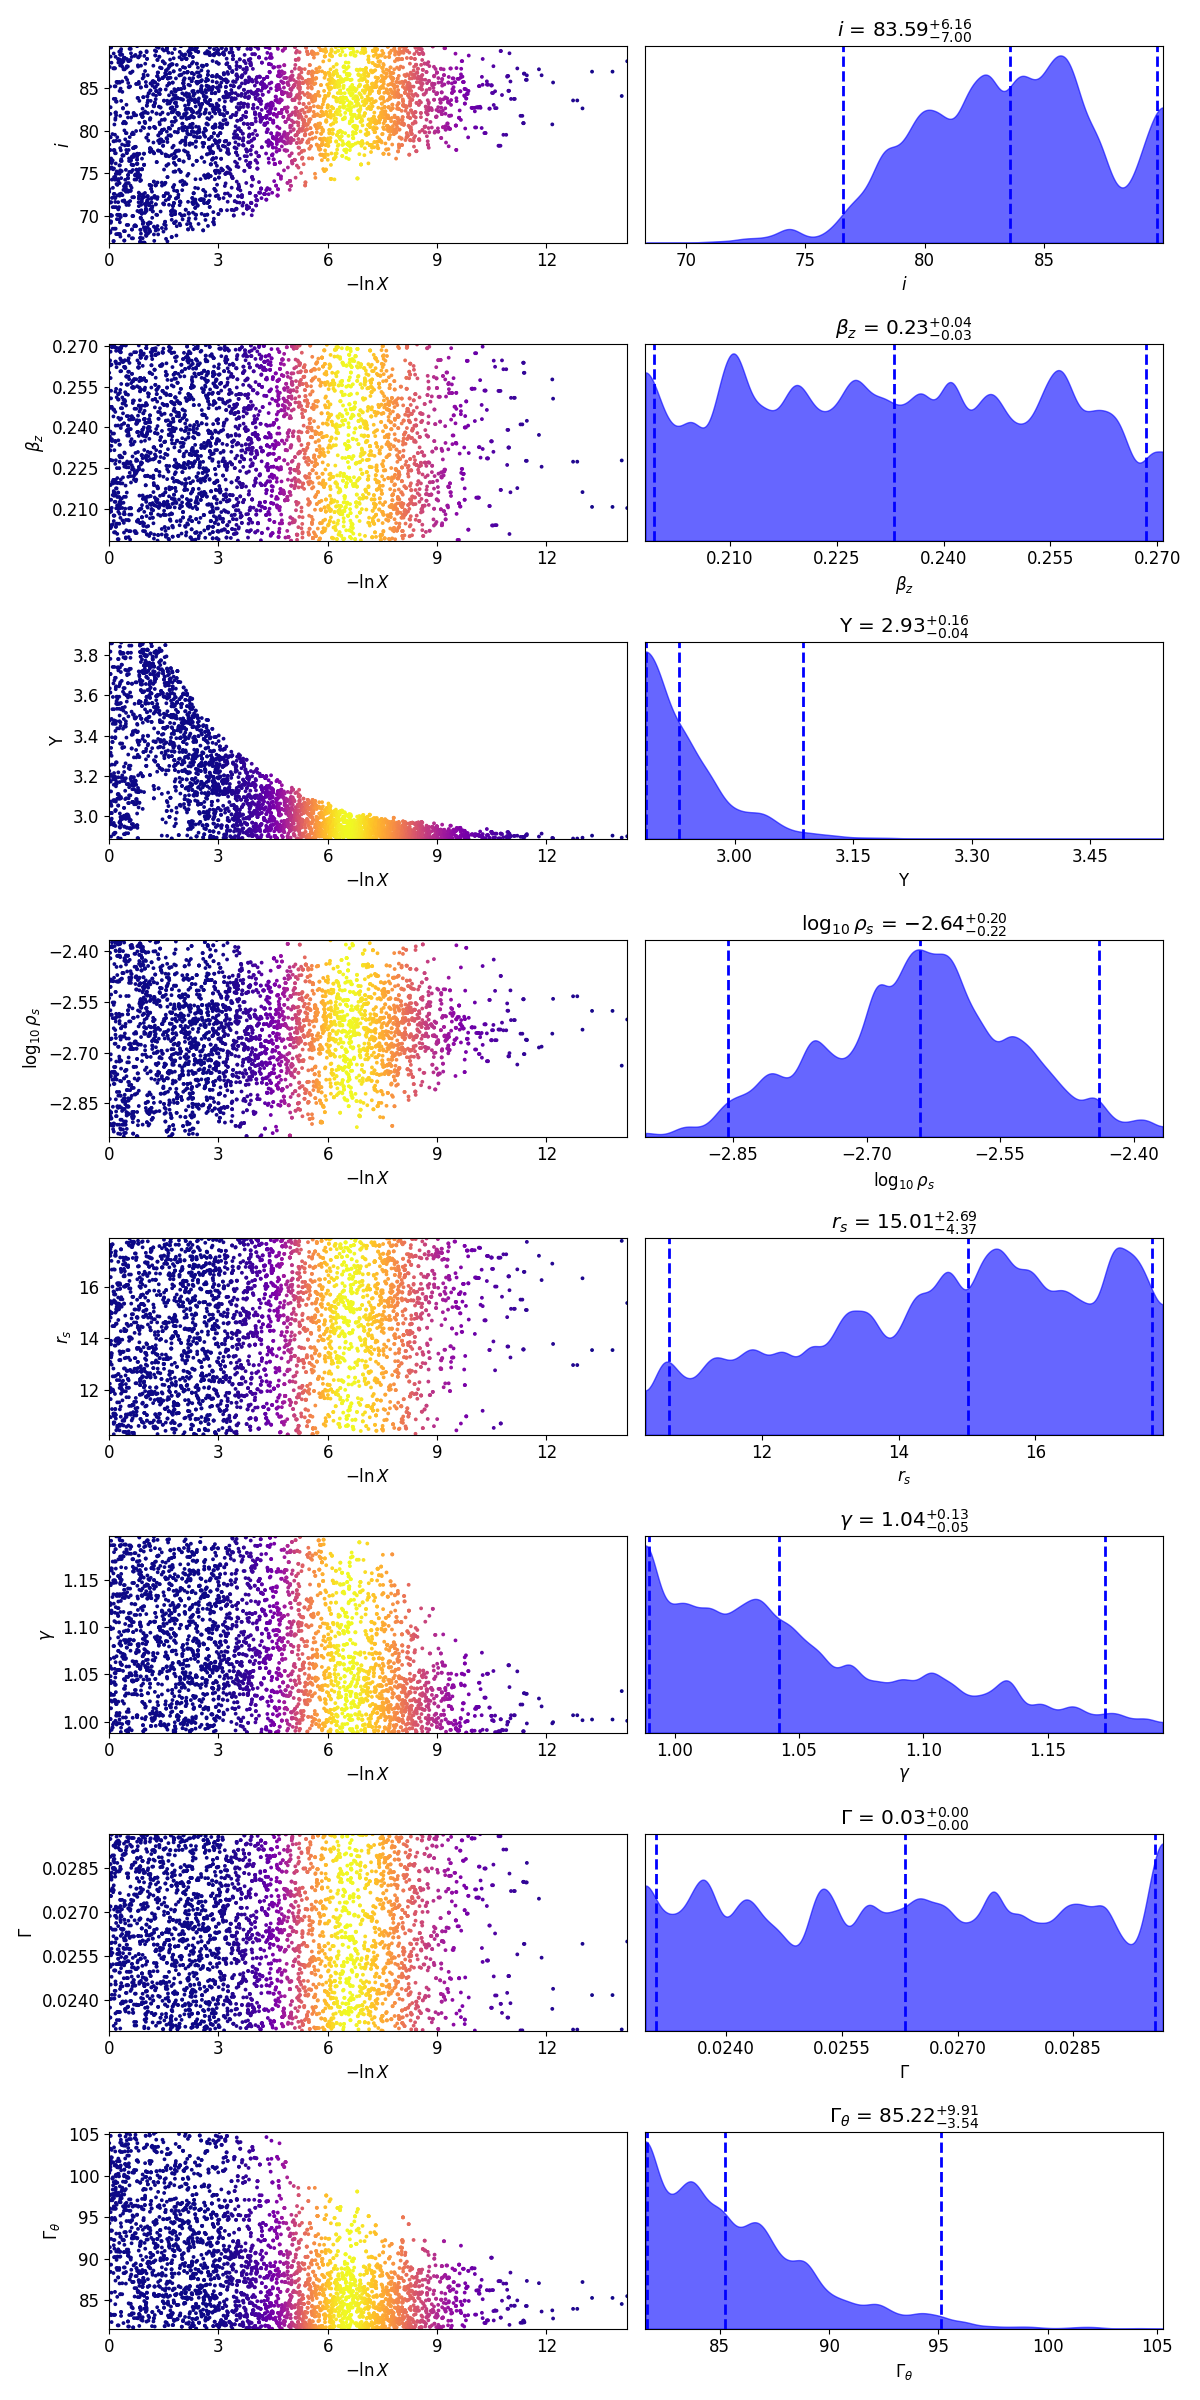 i = 83.59 +6.16 −7.00
85
80
75
70
i
0 3 6 9 12
−ln X
70 75 80 85
i
β_z = 0.23 +0.04 −0.03
0.270
0.255
0.240
0.225
0.210
β_z
0 3 6 9 12
−ln X
0.210 0.225 0.240 0.255 0.270
β_z
Υ = 2.93 +0.16 −0.04
3.8
3.6
3.4
3.2
3.0
Υ
0 3 6 9 12
−ln X
3.00 3.15 3.30 3.45
Υ
log₁₀ ρ_s = −2.64 +0.20 −0.22
−2.40
−2.55
−2.70
−2.85
log₁₀ ρ_s
0 3 6 9 12
−ln X
−2.85 −2.70 −2.55 −2.40
log₁₀ ρ_s
r_s = 15.01 +2.69 −4.37
16
14
12
r_s
0 3 6 9 12
−ln X
12 14 16
r_s
γ = 1.04 +0.13 −0.05
1.15
1.10
1.05
1.00
γ
0 3 6 9 12
−ln X
1.00 1.05 1.10 1.15
γ
Γ = 0.03 +0.00 −0.00
0.0285
0.0270
0.0255
0.0240
Γ
0 3 6 9 12
−ln X
0.0240 0.0255 0.0270 0.0285
Γ
Γ_θ = 85.22 +9.91 −3.54
105
100
95
90
85
Γ_θ
0 3 6 9 12
−ln X
85 90 95 100 105
Γ_θ